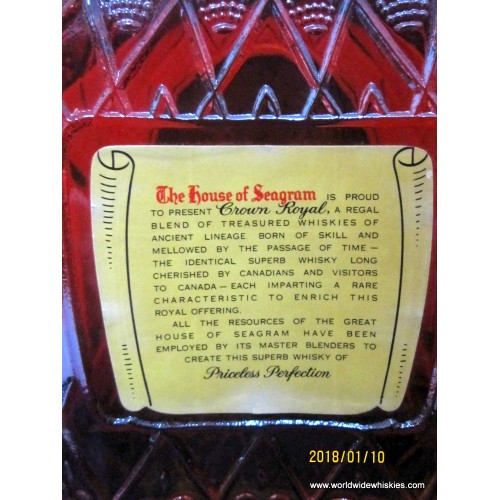 The House of Seagram IS PROUD
TO PRESENT Crown Royal, A REGAL
BLEND OF TREASURED WHISKIES OF
ANCIENT LINEAGE BORN OF SKILL AND
MELLOWED BY THE PASSAGE OF TIME —
THE IDENTICAL SUPERB WHISKY LONG
CHERISHED BY CANADIANS AND VISITORS
TO CANADA — EACH IMPARTING A RARE
CHARACTERISTIC TO ENRICH THIS
ROYAL OFFERING.
ALL THE RESOURCES OF THE GREAT
HOUSE OF SEAGRAM HAVE BEEN
EMPLOYED BY ITS MASTER BLENDERS TO
CREATE THIS SUPERB WHISKY OF
Priceless Perfection
2018/01/10
www.worldwidewhiskies.com